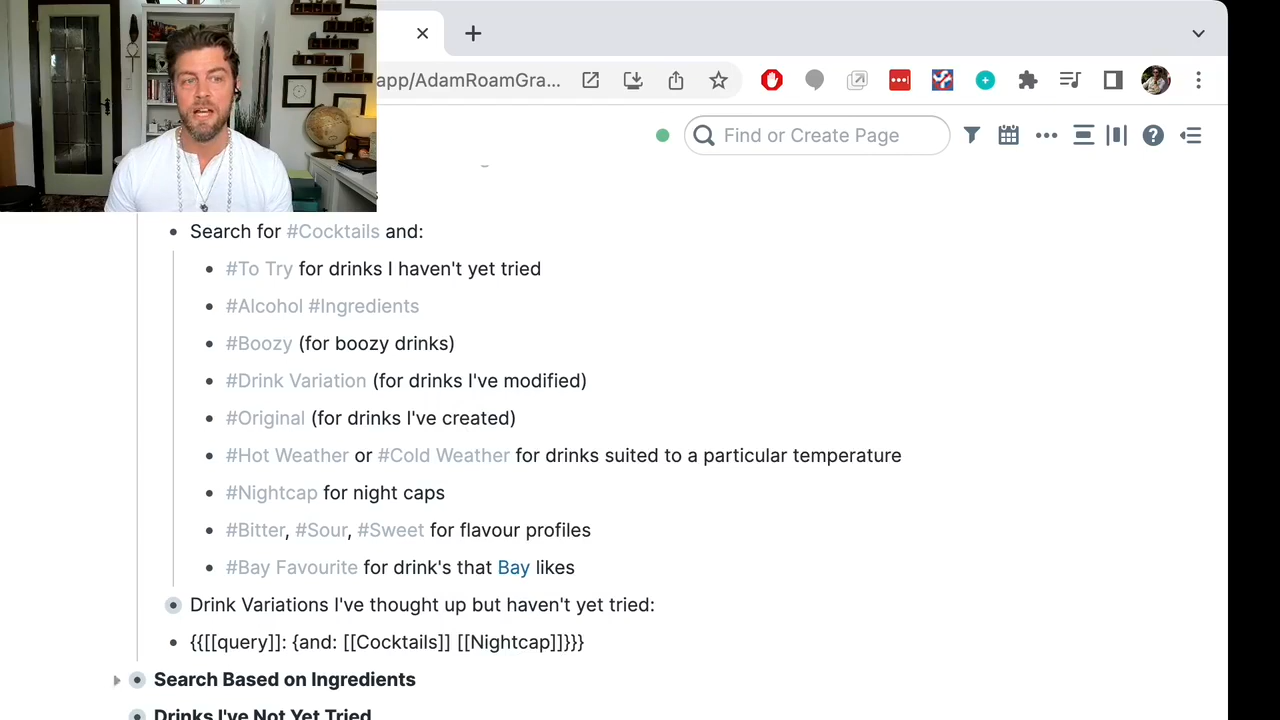 app/AdamRoamGra...
Find or Create Page
Search for #Cocktails and:
#To Try for drinks I haven't yet tried
#Alcohol #Ingredients
#Boozy (for boozy drinks)
#Drink Variation (for drinks I've modified)
#Original (for drinks I've created)
#Hot Weather or #Cold Weather for drinks suited to a particular temperature
#Nightcap for night caps
#Bitter, #Sour, #Sweet for flavour profiles
#Bay Favourite for drink's that Bay likes
Drink Variations I've thought up but haven't yet tried:
{{[[query]]: {and: [[Cocktails]] [[Nightcap]]}}}
Search Based on Ingredients
Drinks I've Not Yet Tried